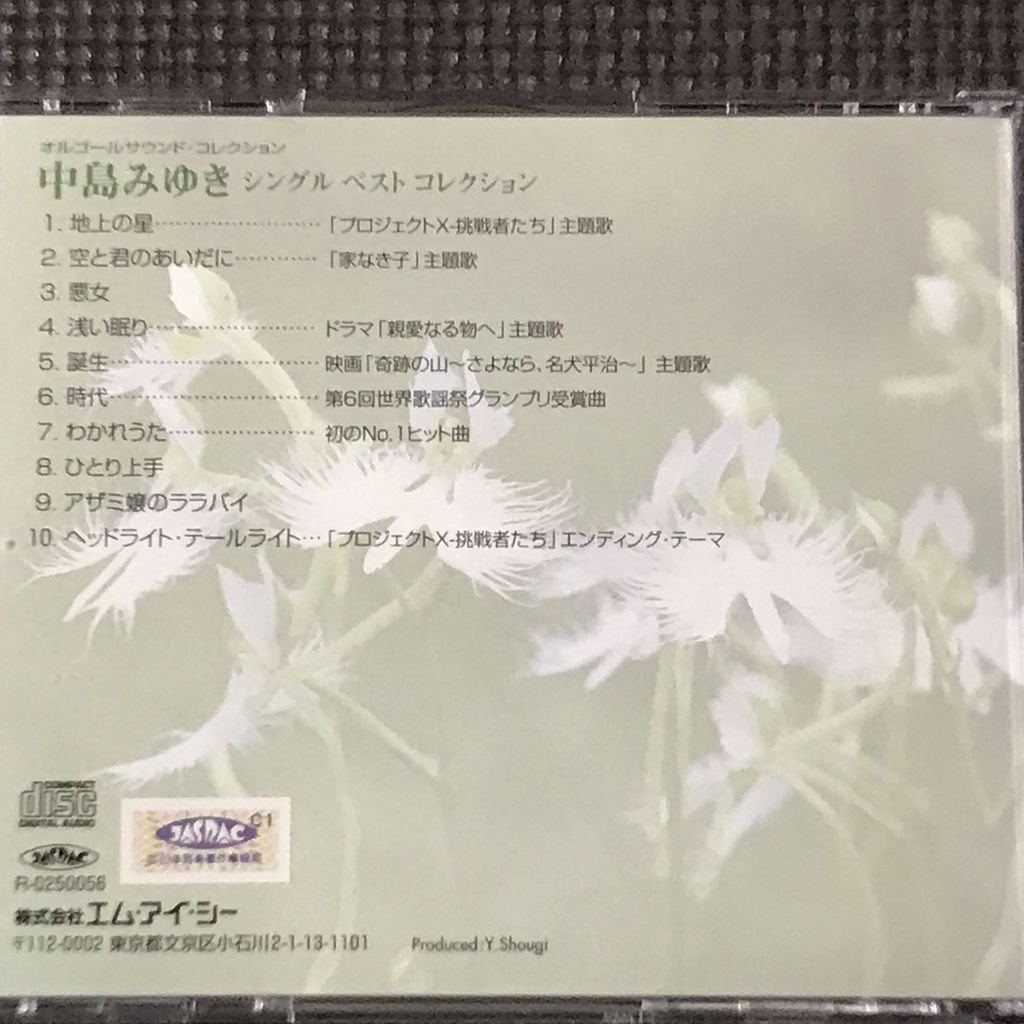 オルゴールサウンド・コレクション
中島みゆき シングル ベスト コレクション
1. 地上の星……………………「プロジェクトX-挑戦者たち」主題歌
2. 空と君のあいだに…………「家なき子」主題歌
3. 悪女
4. 浅い眠り……………………ドラマ「親愛なる物へ」主題歌
5. 誕生…………………………映画「奇跡の山〜さよなら、名犬平治〜」 主題歌
6. 時代…………………………第6回世界歌謡祭グランプリ受賞曲
7. わかれうた…………………初のNo.1ヒット曲
8. ひとり上手
9. アザミ嬢のララバイ
10. ヘッドライト・テールライト…「プロジェクトX-挑戦者たち」エンディング・テーマ
COMPACT
disc
DIGITAL AUDIO
JASRAC C1
JASRAC
R-0250056
株式会社 エム・アイ・シー
〒112-0002 東京都文京区小石川2-1-13-1101 Produced:Y.Shougi